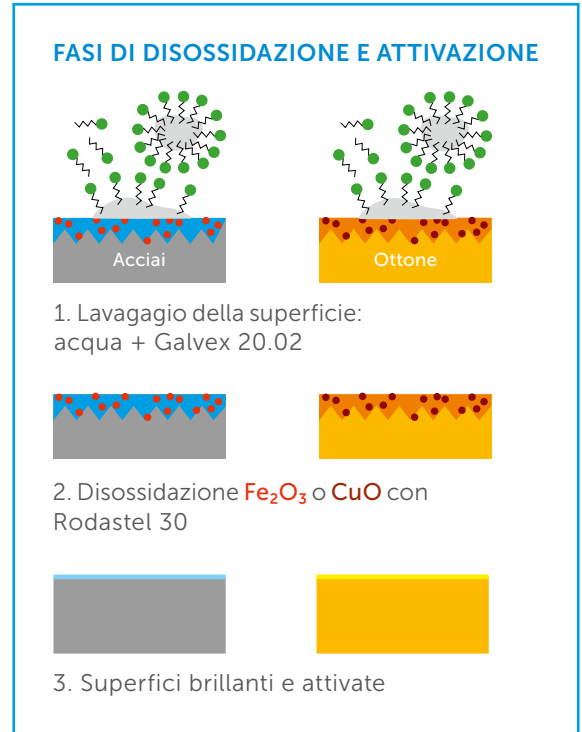 FASI DI DISOSSIDAZIONE E ATTIVAZIONE
Acciai
Ottone
1. Lavagagio della superficie:
acqua + Galvex 20.02
2. Disossidazione Fe₂O₃ o CuO con
Rodastel 30
3. Superfici brillanti e attivate